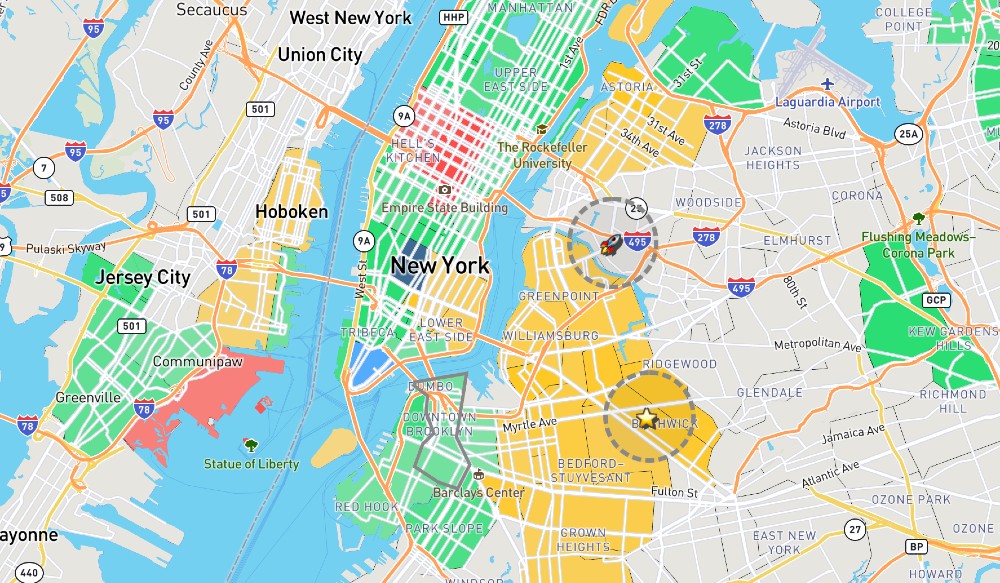 Secaucus
West New York
HHP
MANHATTAN
FDR
COLLEGE
POINT
95
County Ave
Union City
1st Ave
31st St
20
UPPER
EAST SIDE
ASTORIA
Laguardia Airport
501
9A
95
278
31st Ave
34th Ave
Astoria Blvd
25A
HELL'S
KITCHEN
The Rockefeller
University
95
7
JACKSON
HEIGHTS
508
Empire State Building
CORONA
WOODSIDE
Hoboken
501
25
Flushing Meadows–
Corona Park
9
Pulaski Skyway
9A
495
278
ELMHURST
Jersey City
78
West St
New York
495
80th St
GREENPOINT
GCP
501
TRIBECA
LOWER
EAST SIDE
WILLIAMSBURG
KEW GARDENS
HILLS
Metropolitan Ave
Communipaw
RIDGEWOOD
DUMBO
GLENDALE
Greenville
RICHMOND
HILL
78
78
DOWNTOWN
BROOKLYN
Myrtle Ave
BUSHWICK
Jamaica Ave
Statue of Liberty
BEDFORD–
STUYVESANT
Atlantic Ave
Barclays Center
Fulton St
RED HOOK
OZONE PARK
PARK SLOPE
CROWN
HEIGHTS
EAST NEW
YORK
27
OZONE
ayonne
BP
440
WINDSOR
HOWARD